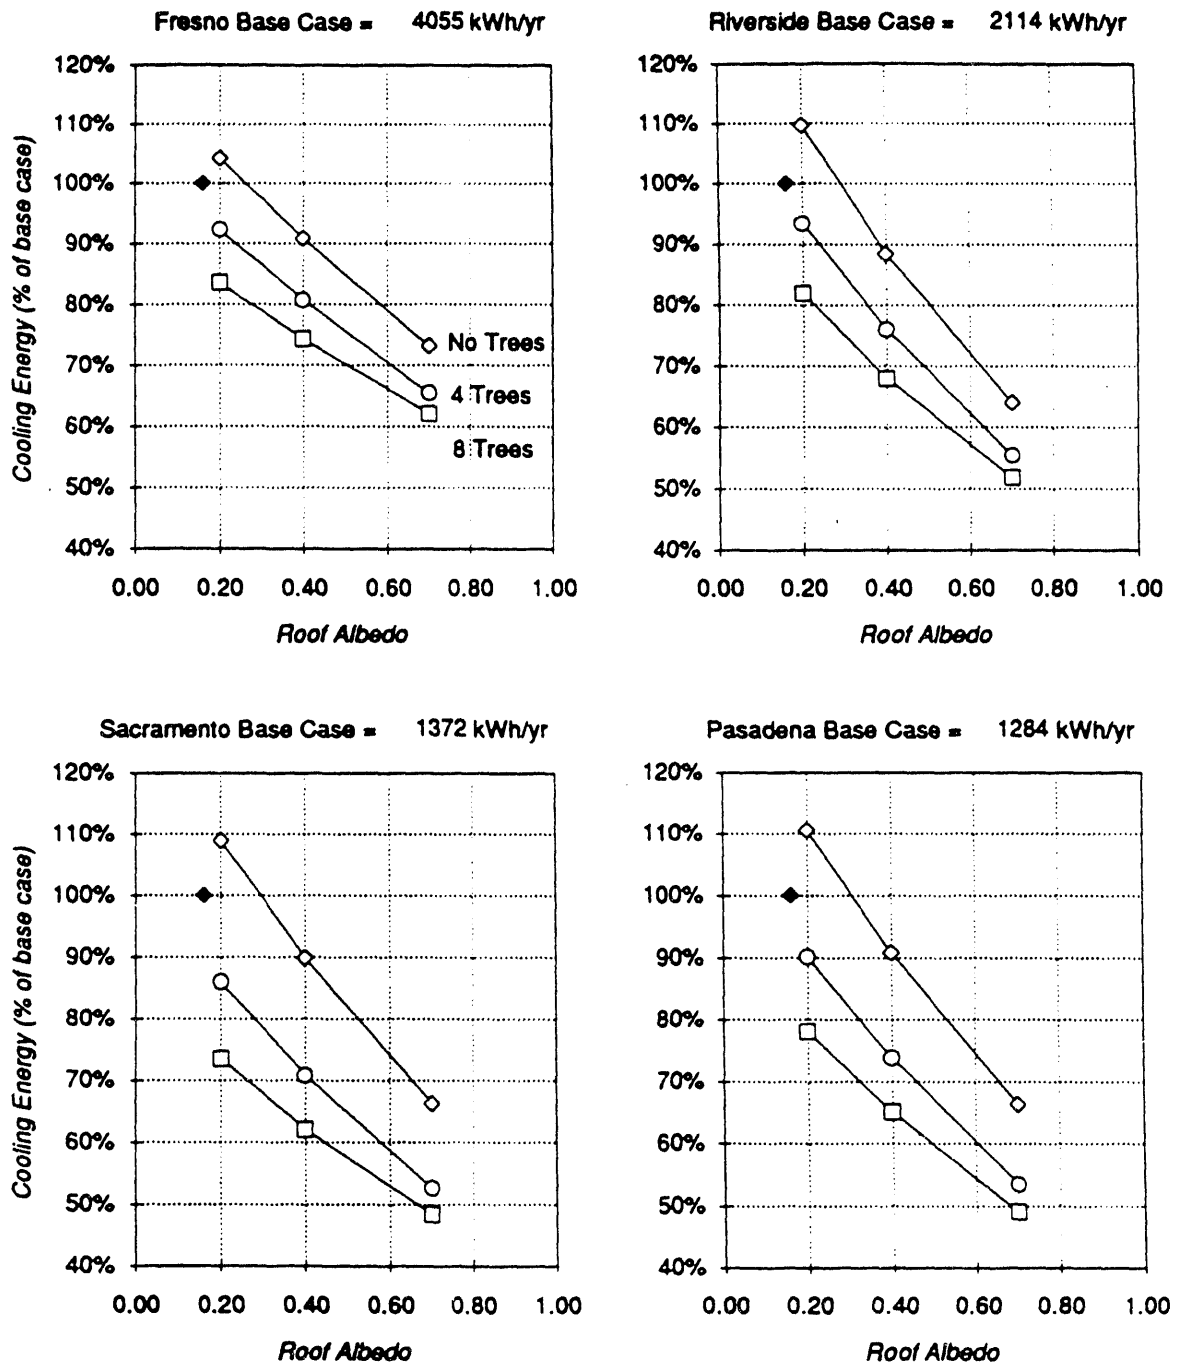 Fresno Base Case = 4055 kWh/yr
120%
110%
100%
90%
80%
70%
60%
50%
40%
Cooling Energy (% of base case)
No Trees
4 Trees
8 Trees
0.00 0.20 0.40 0.60 0.80 1.00
Roof Albedo
Riverside Base Case = 2114 kWh/yr
120%
110%
100%
90%
80%
70%
60%
50%
40%
0.00 0.20 0.40 0.60 0.80 1.00
Roof Albedo
Sacramento Base Case = 1372 kWh/yr
120%
110%
100%
90%
80%
70%
60%
50%
40%
Cooling Energy (% of base case)
0.00 0.20 0.40 0.60 0.80 1.00
Roof Albedo
Pasadena Base Case = 1284 kWh/yr
120%
110%
100%
90%
80%
70%
60%
50%
40%
0.00 0.20 0.40 0.60 0.80 1.00
Roof Albedo